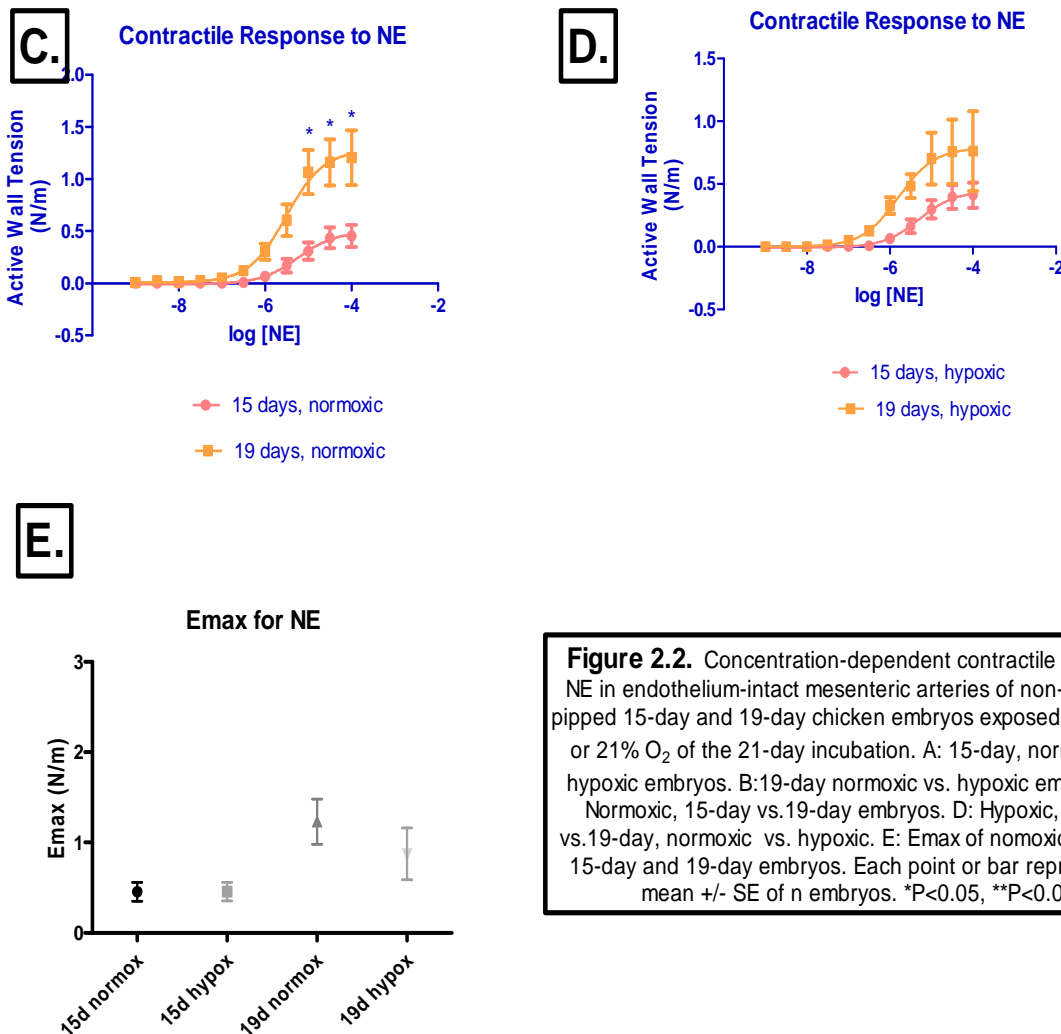 C.
Contractile Response to NE
2.0
1.5
1.0
0.5
0.0
-0.5
Active Wall Tension
(N/m)
* * *
-8 -6 -4 -2
log [NE]
15 days, normoxic
19 days, normoxic
D.
Contractile Response to NE
1.5
1.0
0.5
0.0
-0.5
Active Wall Tension
(N/m)
-8 -6 -4 -2
log [NE]
15 days, hypoxic
19 days, hypoxic
E.
Emax for NE
3
2
1
0
Emax (N/m)
15d normox
15d hypox
19d normox
19d hypox
Figure 2.2. Concentration-dependent contractile
NE in endothelium-intact mesenteric arteries of non-
pipped 15-day and 19-day chicken embryos exposed
or 21% O₂ of the 21-day incubation. A: 15-day,
hypoxic embryos. B:19-day normoxic vs. hypoxic
Normoxic, 15-day vs.19-day embryos. D: Hypoxic,
vs.19-day, normoxic vs. hypoxic. E: Emax of
15-day and 19-day embryos. Each point or bar
mean +/- SE of n embryos. *P<0.05, **P<0.0